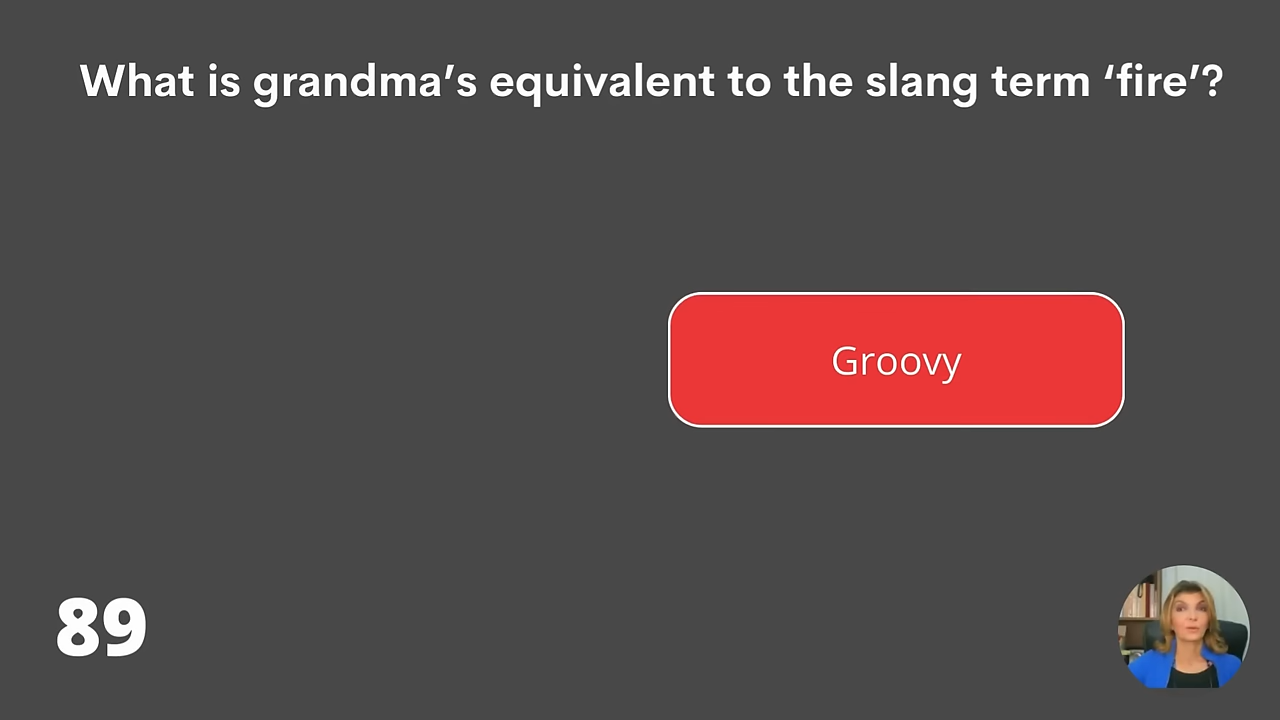 What is grandma’s equivalent to the slang term ‘fire’?
Groovy
89